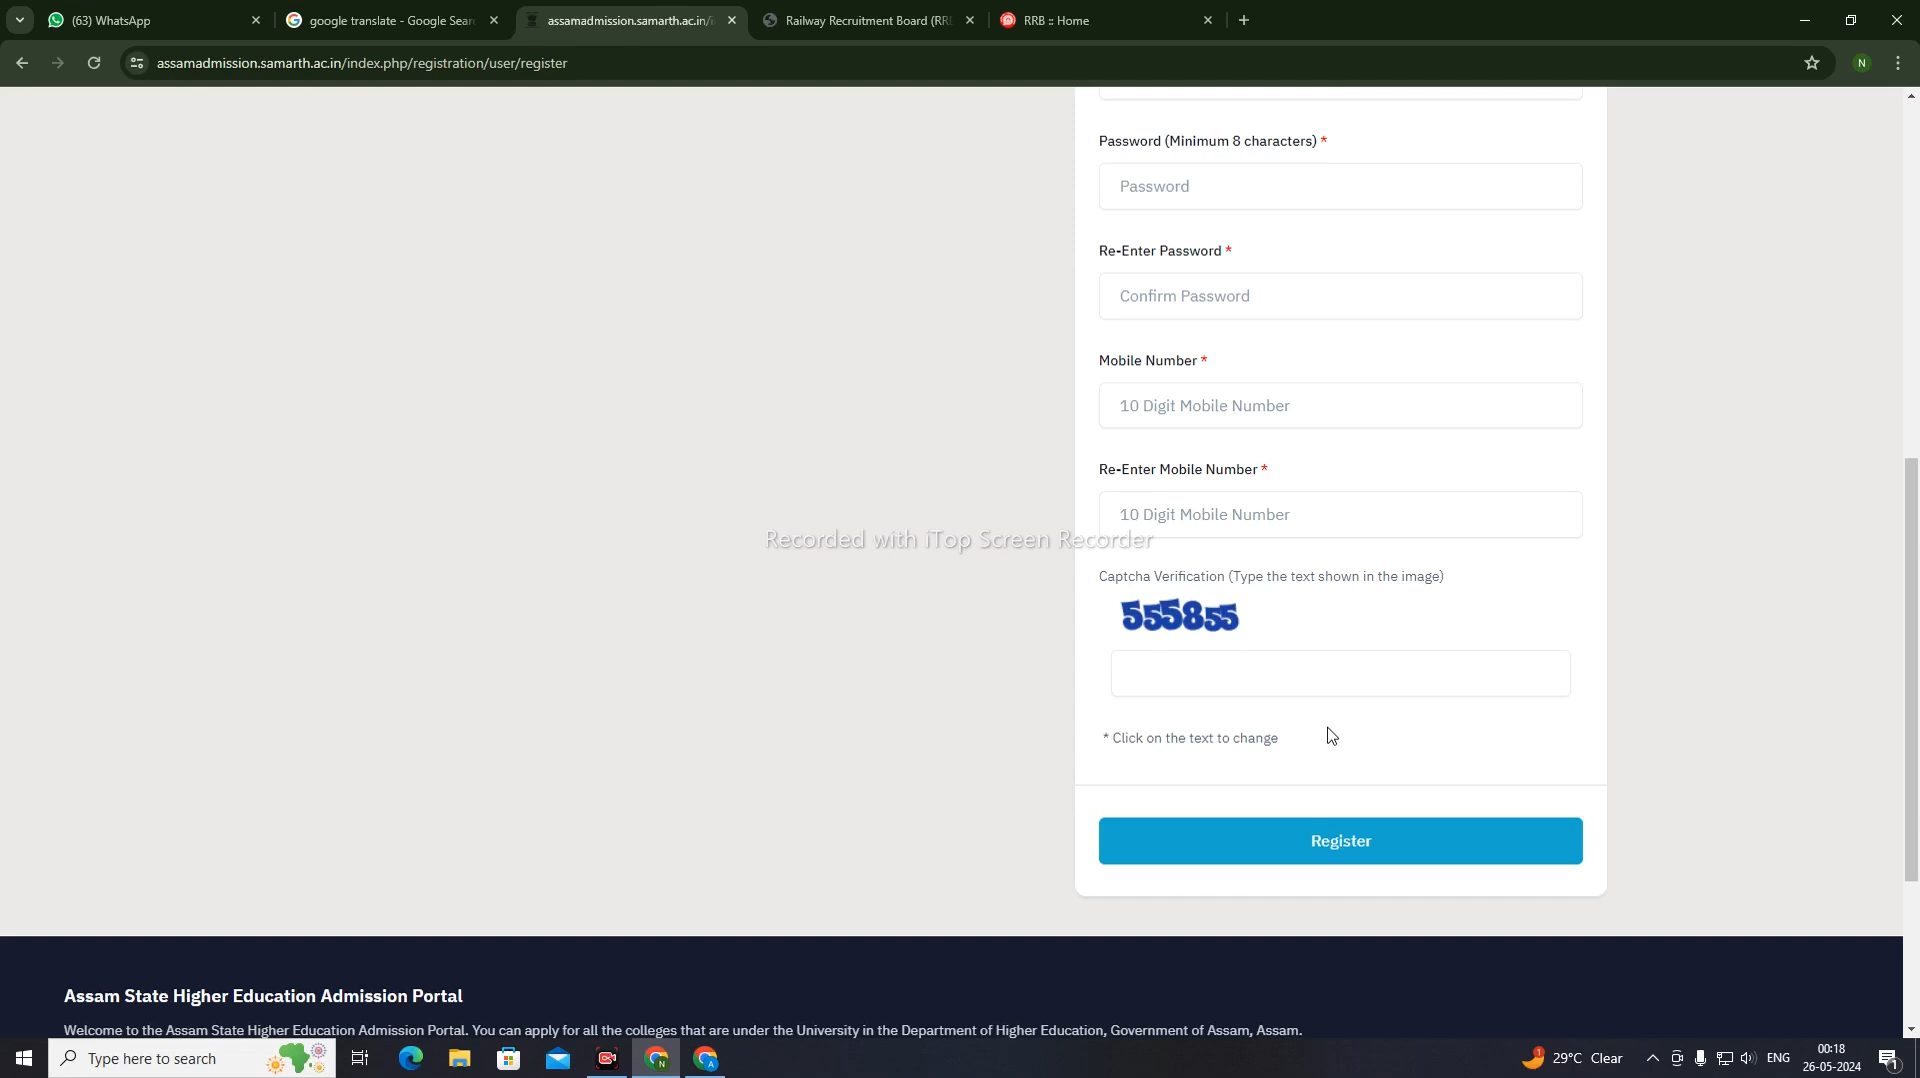 (63) WhatsApp
google translate - Google Sear
assamadmission.samarth.ac.in/i
Railway Recruitment Board (RRB
RRB :: Home
assamadmission.samarth.ac.in/index.php/registration/user/register
N
Password (Minimum 8 characters) *
Password
Re-Enter Password *
Confirm Password
Mobile Number *
10 Digit Mobile Number
Re-Enter Mobile Number *
10 Digit Mobile Number
Recorded with iTop Screen Recorder
Captcha Verification (Type the text shown in the image)
555855
* Click on the text to change
Register
Assam State Higher Education Admission Portal
Welcome to the Assam State Higher Education Admission Portal. You can apply for all the colleges that are under the University in the Department of Higher Education, Government of Assam, Assam.
Type here to search
N
A
1
29°C Clear
ENG
00:18
26-05-2024
1